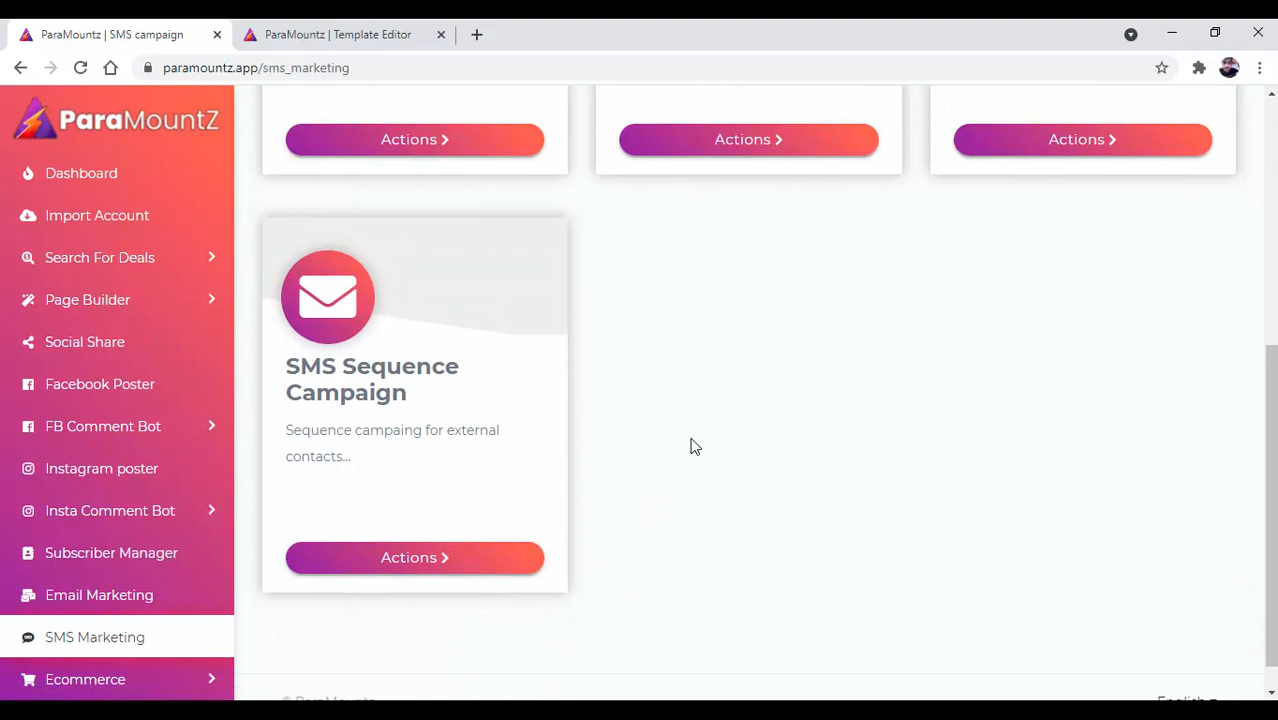 ParaMountz | SMS campaign
ParaMountz | Template Editor
paramountz.app/sms_marketing
ParaMountZ
Dashboard
Import Account
Search For Deals
Page Builder
Social Share
Facebook Poster
FB Comment Bot
Instagram poster
Insta Comment Bot
Subscriber Manager
Email Marketing
SMS Marketing
Ecommerce
Actions
Actions
Actions
SMS Sequence
Campaign
Sequence campaing for external
contacts...
Actions
© ParaMountz
English